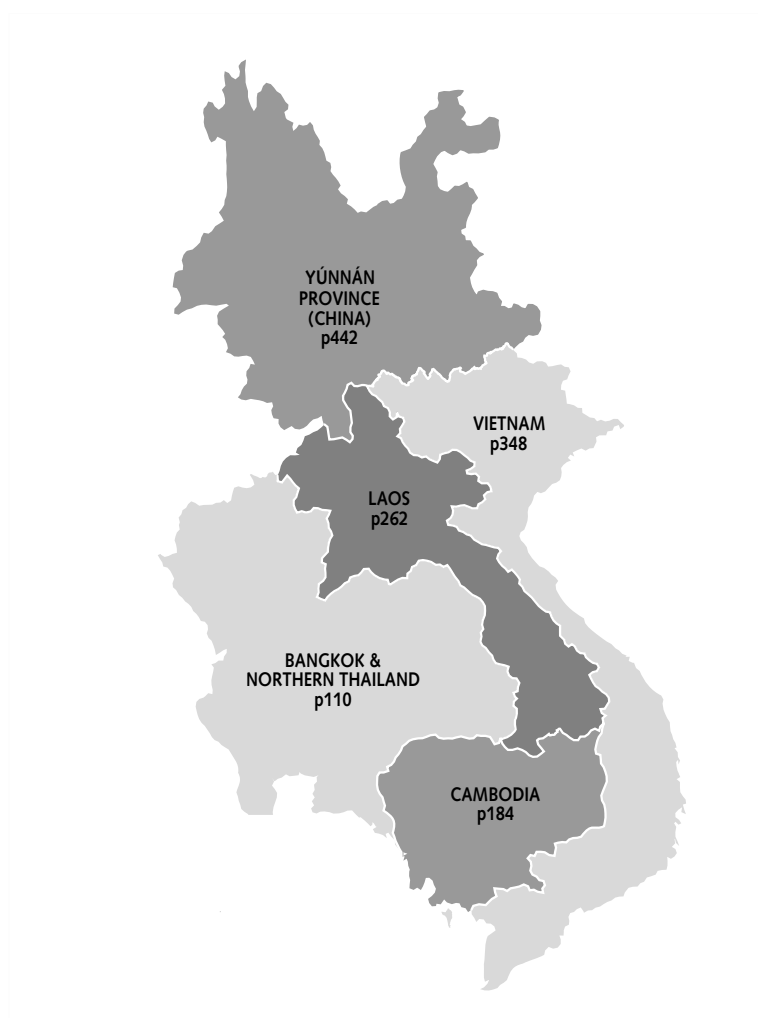 YÚNNÁN
PROVINCE
(CHINA)
p442
VIETNAM
p348
LAOS
p262
BANGKOK &
NORTHERN THAILAND
p110
CAMBODIA
p184